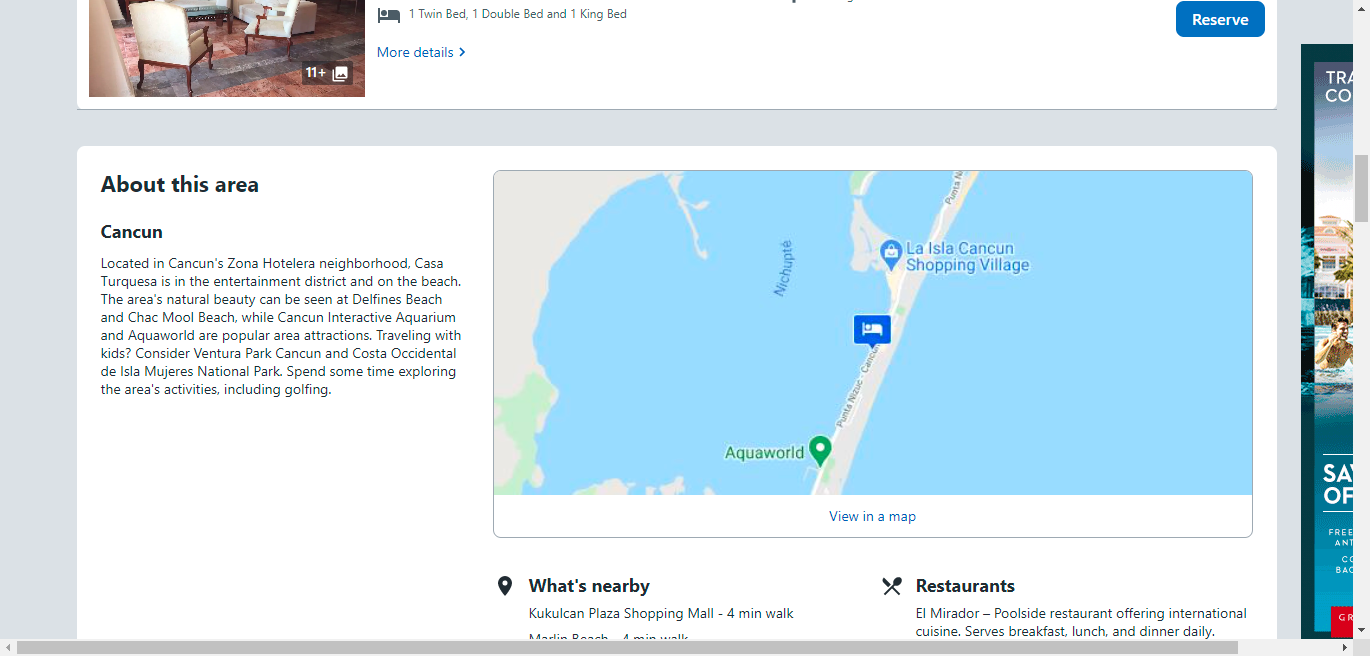 1 Twin Bed, 1 Double Bed and 1 King Bed
Reserve
More details
11+
About this area
Cancun
Located in Cancun's Zona Hotelera neighborhood, Casa
Turquesa is in the entertainment district and on the beach.
The area's natural beauty can be seen at Delfines Beach
and Chac Mool Beach, while Cancun Interactive Aquarium
and Aquaworld are popular area attractions. Traveling with
kids? Consider Ventura Park Cancun and Costa Occidental
de Isla Mujeres National Park. Spend some time exploring
the area's activities, including golfing.
Punta N
Nichupté
La Isla Cancun
Shopping Village
Punta Nizuc - Cancún
Aquaworld
View in a map
What's nearby
Kukulcan Plaza Shopping Mall - 4 min walk
Marlin Beach - 4 min walk
Restaurants
El Mirador – Poolside restaurant offering international
cuisine. Serves breakfast, lunch, and dinner daily.
TRA
CO
SA
OF
FREE
ANT
CO
BAC
GR